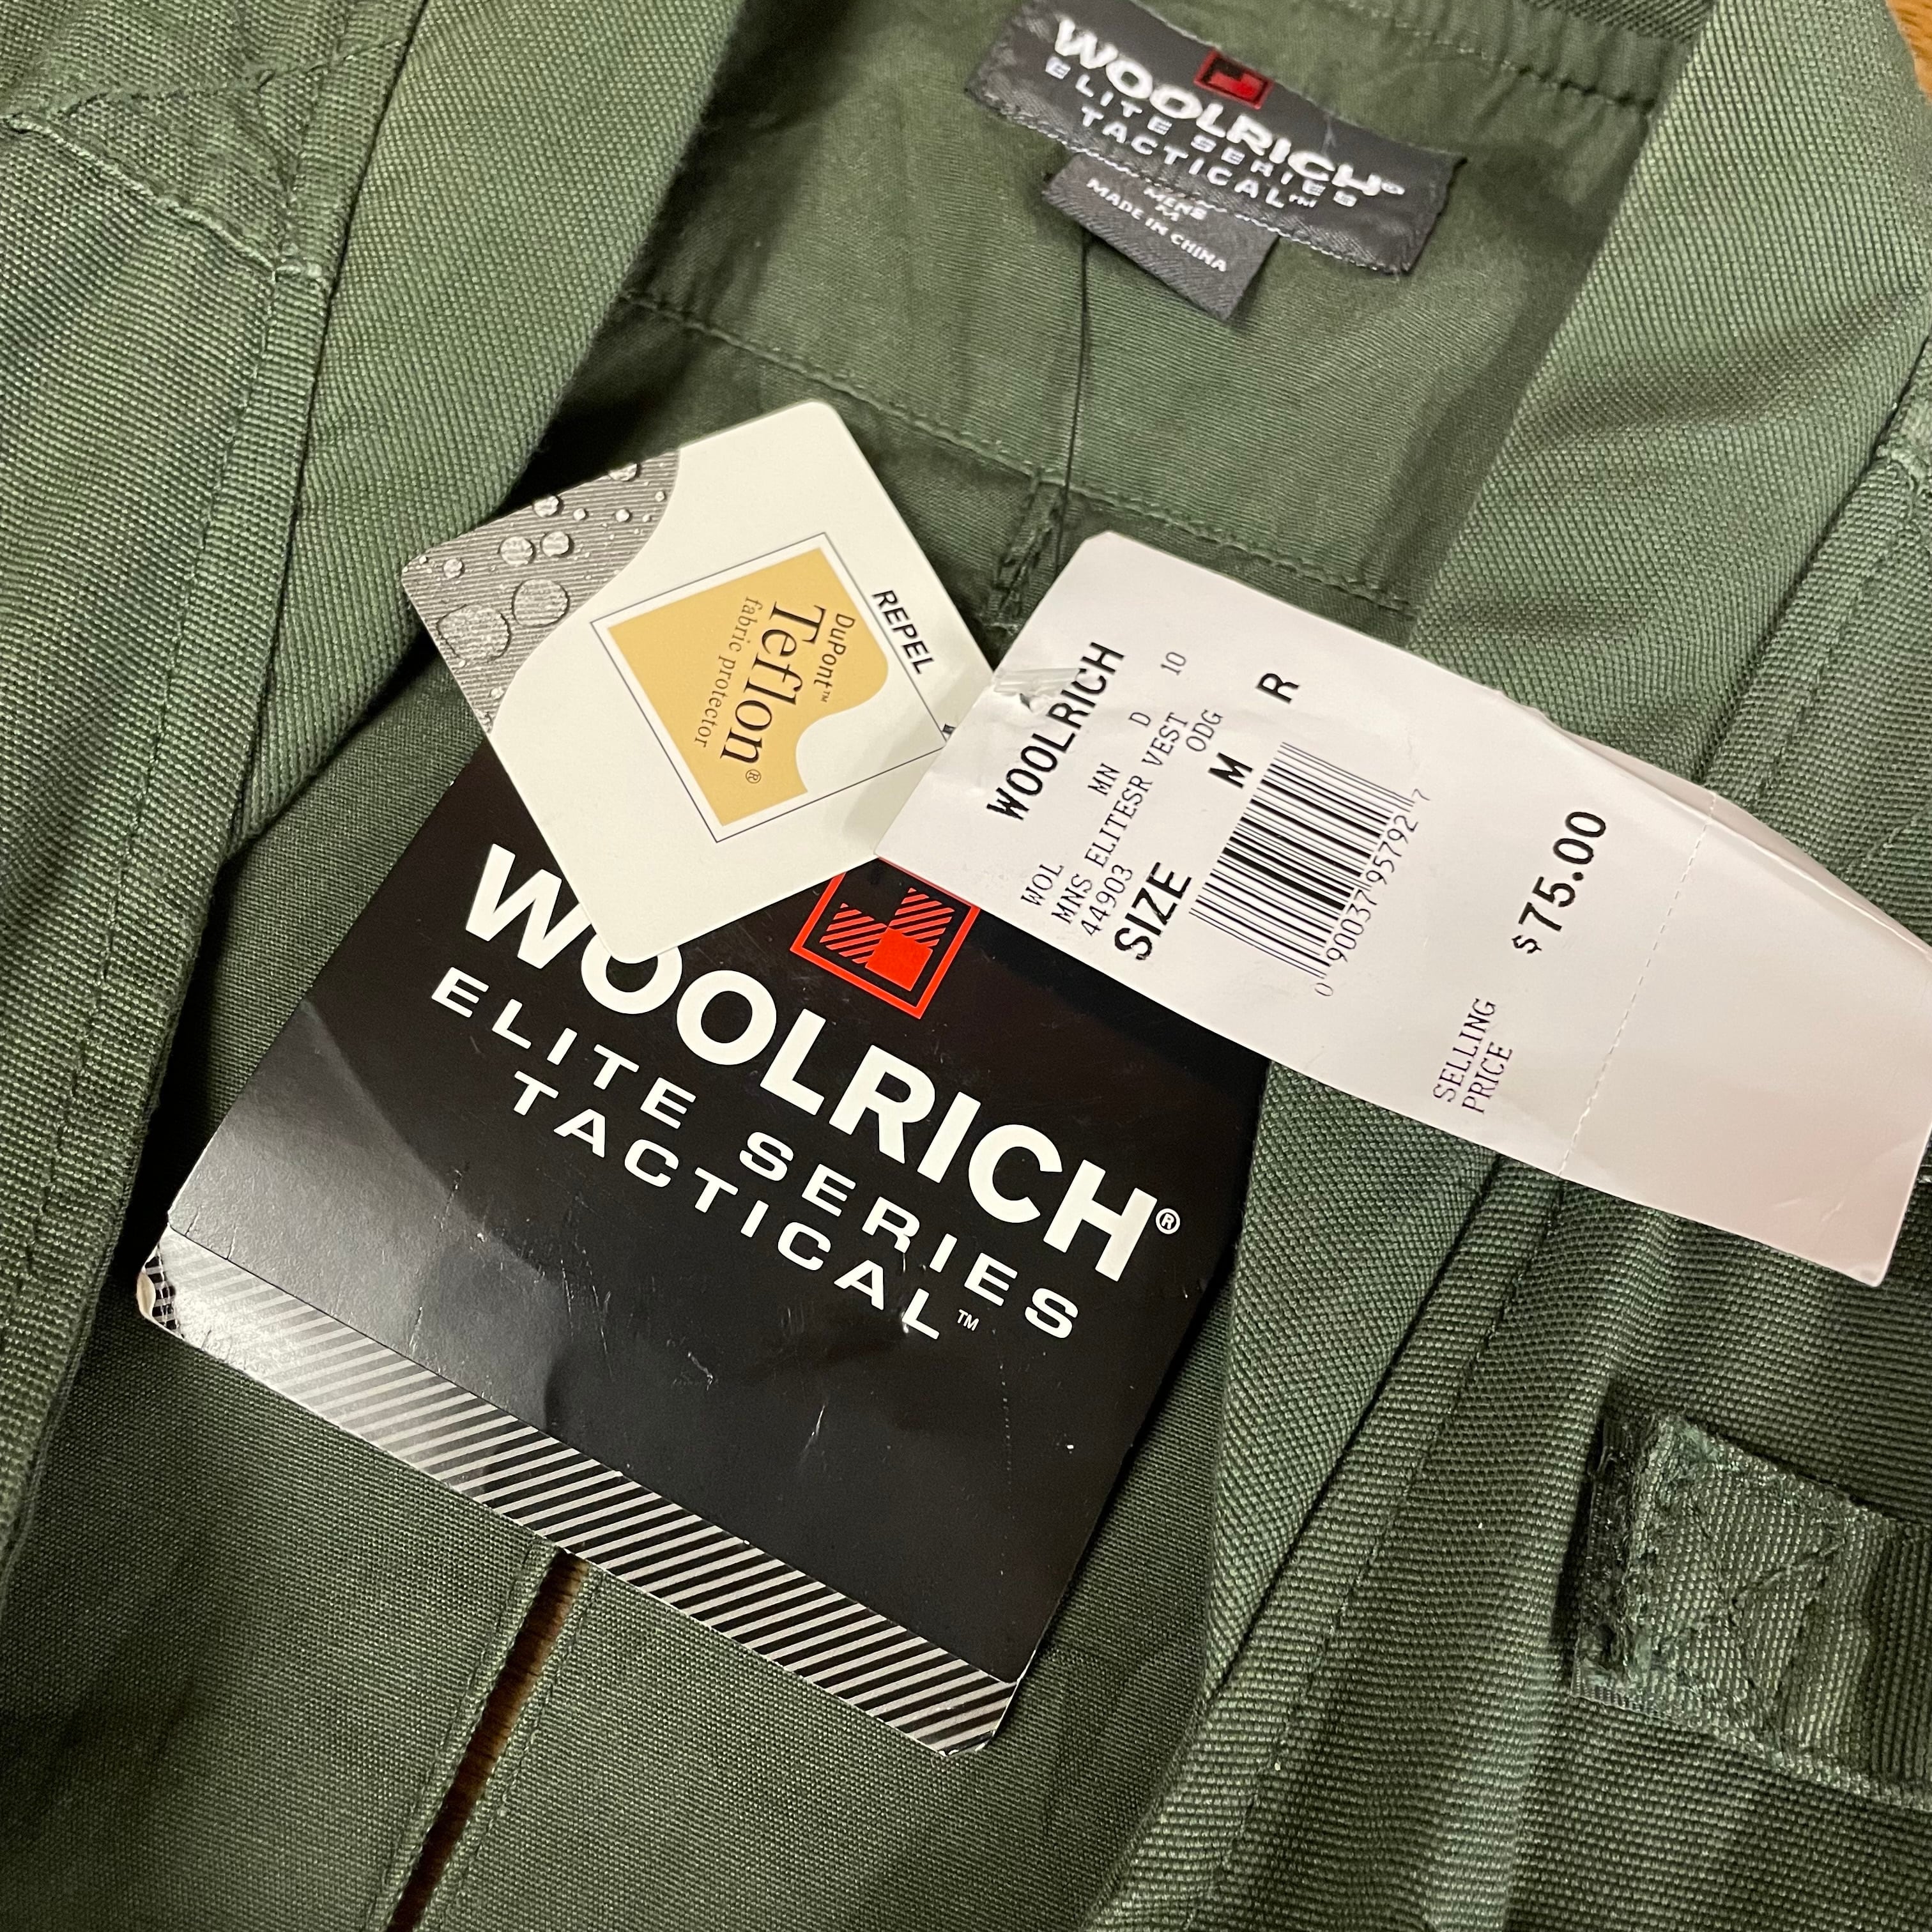 WOOLRICH®
ELITE SERIES
TACTICAL™
MENS
M
MADE IN CHINA
REPEL
DuPont™
Teflon®
fabric protector
WOOLRICH
WOL MN D 10
MNS ELITESR VEST
44903 ODG
SIZE M R
0 90037 95792 7
SELLING
PRICE
$75.00
WOOLRICH®
ELITE SERIES
TACTICAL™